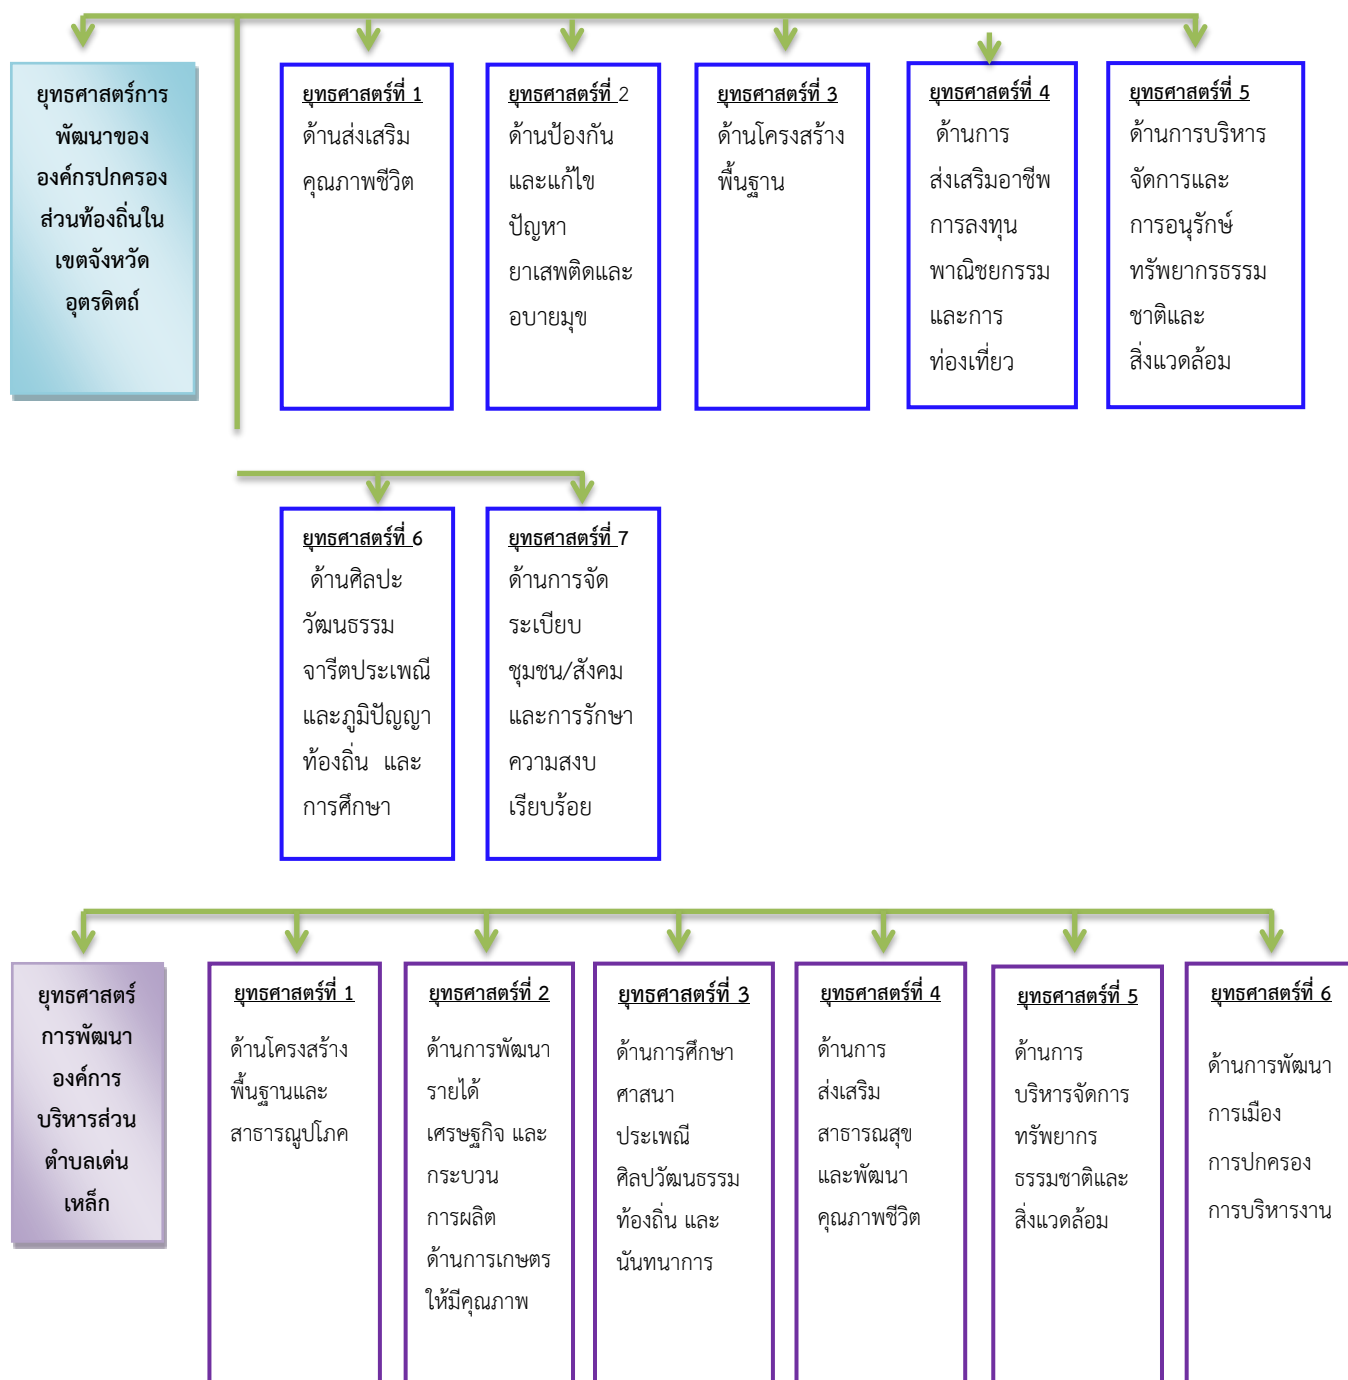 ยุทธศาสตร์การ
พัฒนาของ
องค์กรปกครอง
ส่วนท้องถิ่นใน
เขตจังหวัด
อุตรดิตถ์
ยุทธศาสตร์ที่ 1
ด้านส่งเสริม
คุณภาพชีวิต
ยุทธศาสตร์ที่ 2
ด้านป้องกัน
และแก้ไข
ปัญหา
ยาเสพติดและ
อบายมุข
ยุทธศาสตร์ที่ 3
ด้านโครงสร้าง
พื้นฐาน
ยุทธศาสตร์ที่ 4
ด้านการ
ส่งเสริมอาชีพ
การลงทุน
พาณิชยกรรม
และการ
ท่องเที่ยว
ยุทธศาสตร์ที่ 5
ด้านการบริหาร
จัดการและ
การอนุรักษ์
ทรัพยากรธรรม
ชาติและ
สิ่งแวดล้อม
ยุทธศาสตร์ที่ 6
ด้านศิลปะ
วัฒนธรรม
จารีตประเพณี
และภูมิปัญญา
ท้องถิ่น และ
การศึกษา
ยุทธศาสตร์ที่ 7
ด้านการจัด
ระเบียบ
ชุมชน/สังคม
และการรักษา
ความสงบ
เรียบร้อย
ยุทธศาสตร์
การพัฒนา
องค์การ
บริหารส่วน
ตำบลเด่น
เหล็ก
ยุทธศาสตร์ที่ 1
ด้านโครงสร้าง
พื้นฐานและ
สาธารณูปโภค
ยุทธศาสตร์ที่ 2
ด้านการพัฒนา
รายได้
เศรษฐกิจ และ
กระบวน
การผลิต
ด้านการเกษตร
ให้มีคุณภาพ
ยุทธศาสตร์ที่ 3
ด้านการศึกษา
ศาสนา
ประเพณี
ศิลปวัฒนธรรม
ท้องถิ่น และ
นันทนาการ
ยุทธศาสตร์ที่ 4
ด้านการ
ส่งเสริม
สาธารณสุข
และพัฒนา
คุณภาพชีวิต
ยุทธศาสตร์ที่ 5
ด้านการ
บริหารจัดการ
ทรัพยากร
ธรรมชาติและ
สิ่งแวดล้อม
ยุทธศาสตร์ที่ 6
ด้านการพัฒนา
การเมือง
การปกครอง
การบริหารงาน